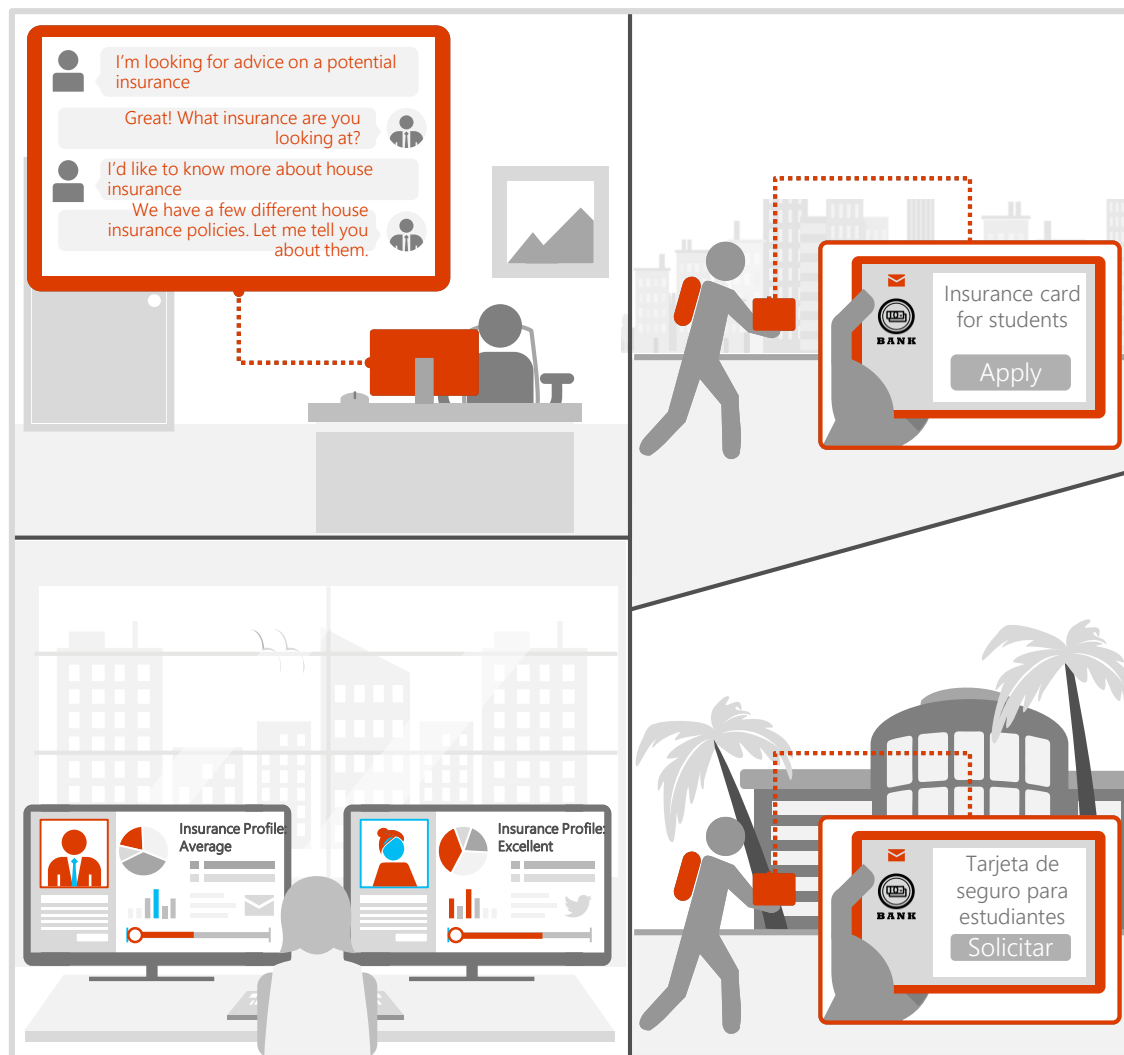 I'm looking for advice on a potential
insurance
Great! What insurance are you
looking at?
I'd like to know more about house
insurance
We have a few different house
insurance policies. Let me tell you
about them.
Insurance card
for students
Apply
BANK
Insurance Profile:
Average
Insurance Profile:
Excellent
Tarjeta de
seguro para
estudiantes
Solicitar
BANK